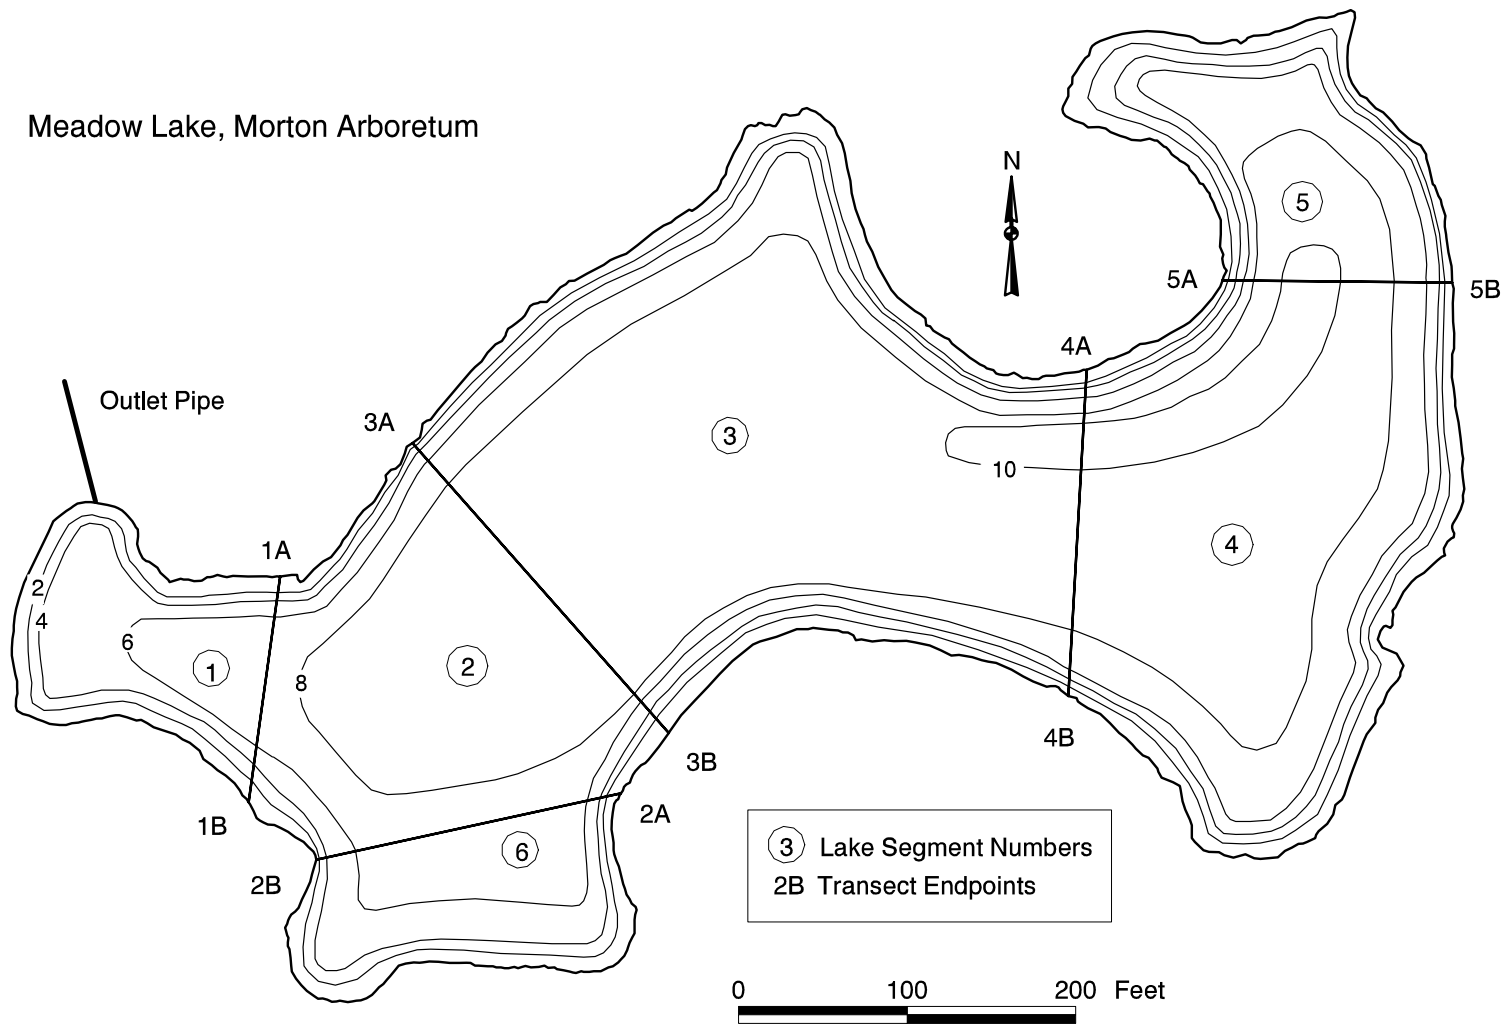 Meadow Lake, Morton Arboretum
N
5
5A
5B
4A
Outlet Pipe
3A
3
10
4
1A
2
4
6
1
8
2
4B
3B
2A
1B
6
2B
3 Lake Segment Numbers
2B Transect Endpoints
0 100 200 Feet